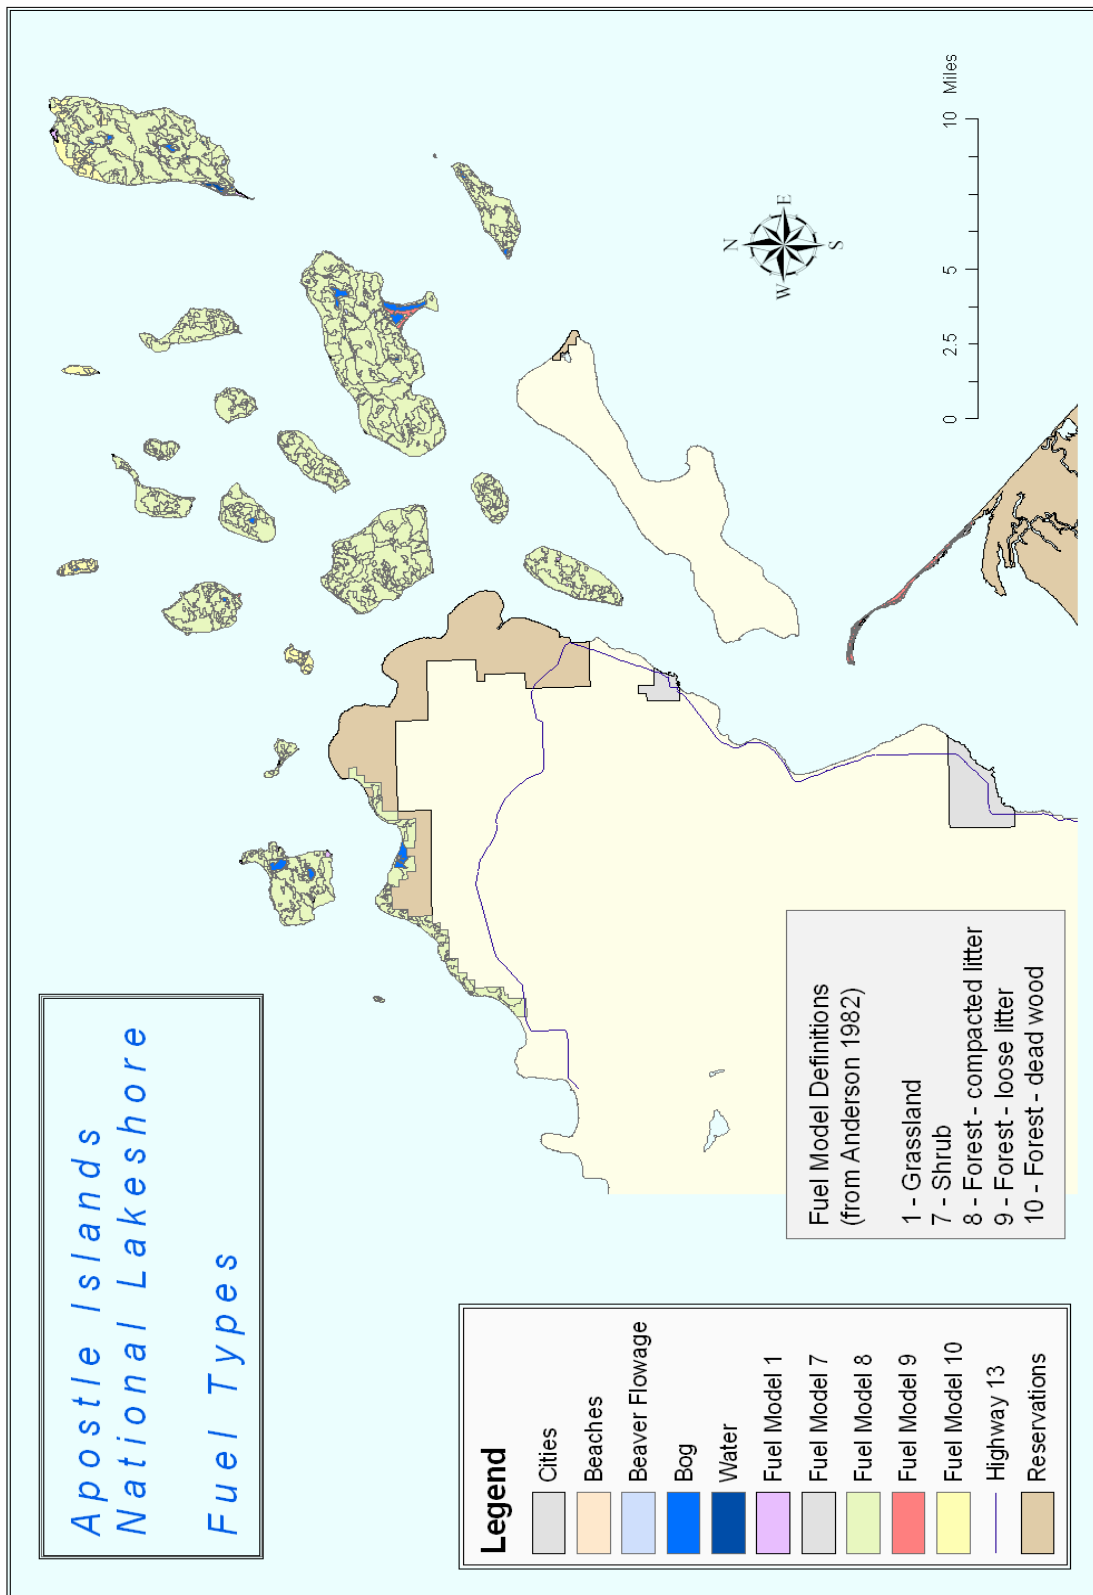 Apostle Islands
National Lakeshore
Fuel Types
Legend
Cities
Beaches
Beaver Flowage
Bog
Water
Fuel Model 1
Fuel Model 7
Fuel Model 8
Fuel Model 9
Fuel Model 10
Highway 13
Reservations
Fuel Model Definitions
(from Anderson 1982)
1 - Grassland
7 - Shrub
8 - Forest - compacted litter
9 - Forest - loose litter
10 - Forest - dead wood
N
W E
S
0 2.5 5 10 Miles